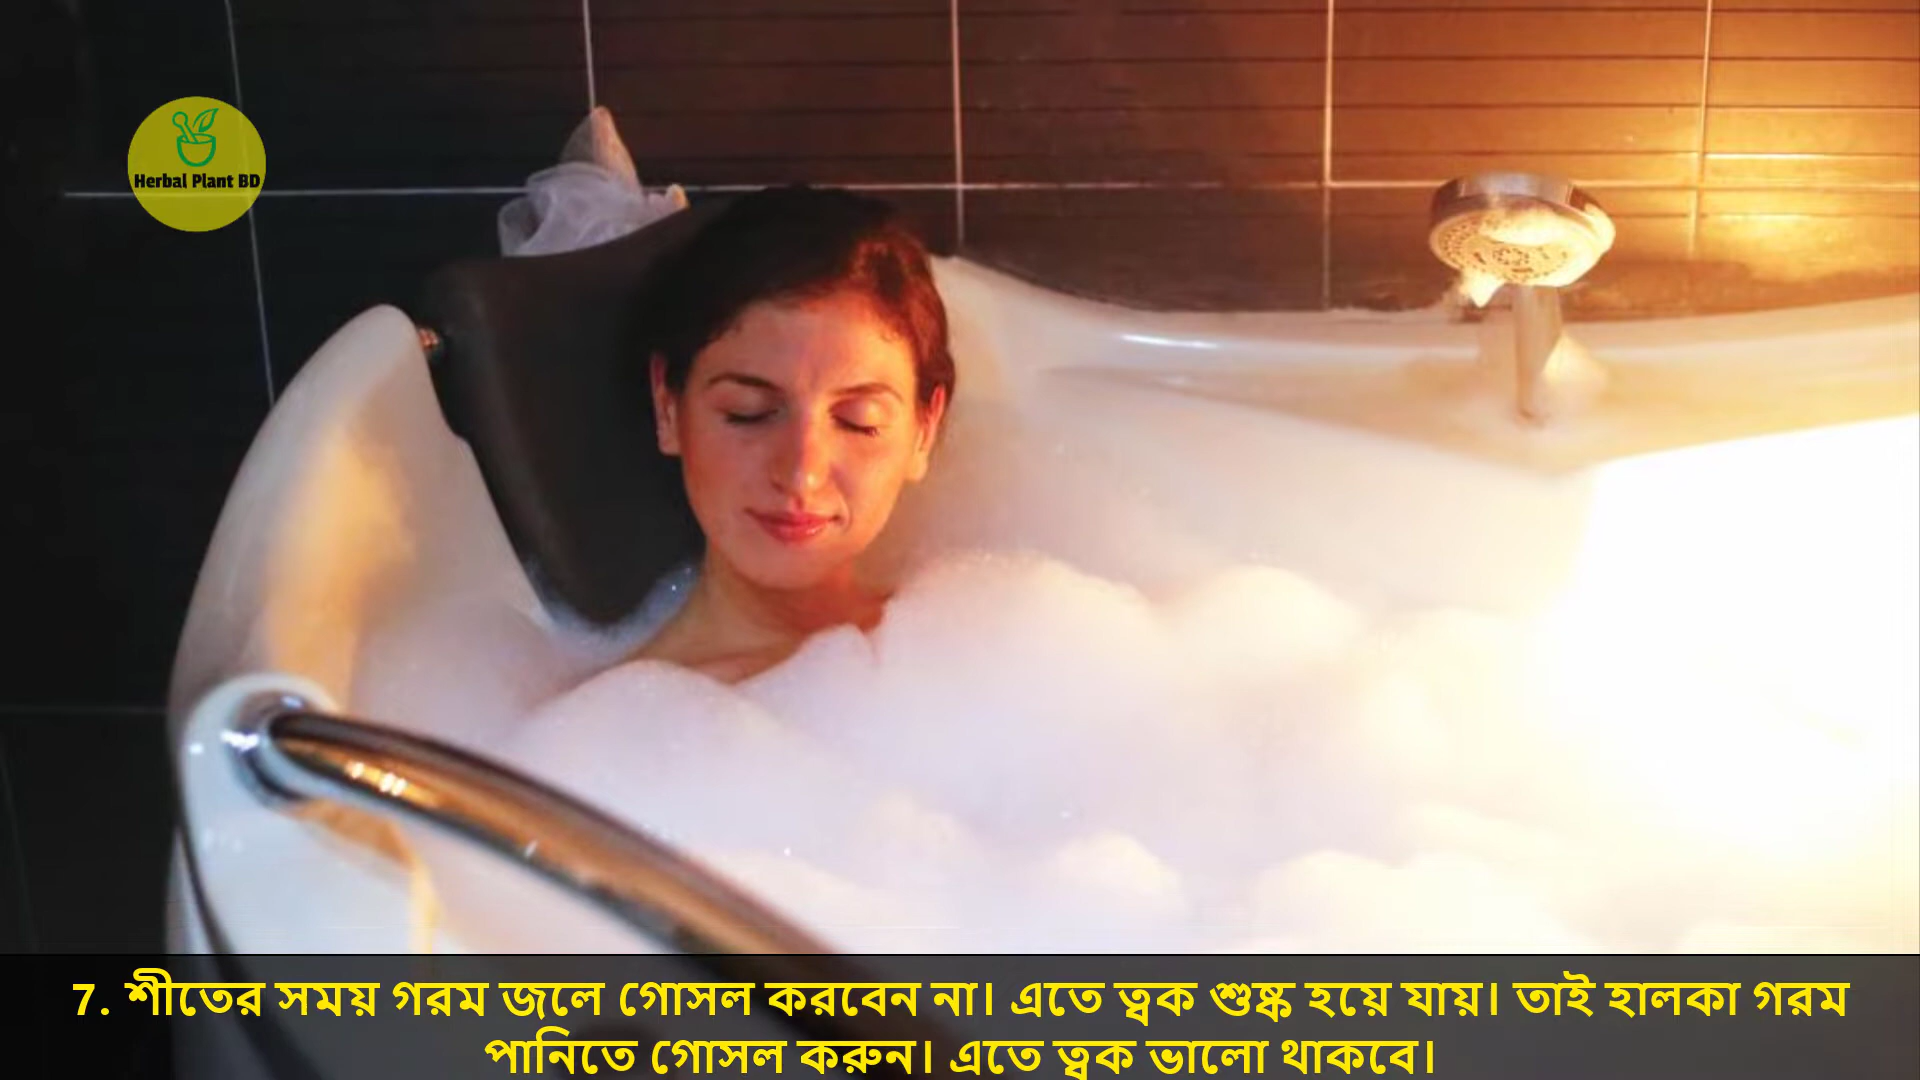 Herbal Plant BD
7. শীতের সময় গরম জলে গোসল করবেন না। এতে ত্বক শুষ্ক হয়ে যায়। তাই হালকা গরম
পানিতে গোসল করুন। এতে ত্বক ভালো থাকবে।